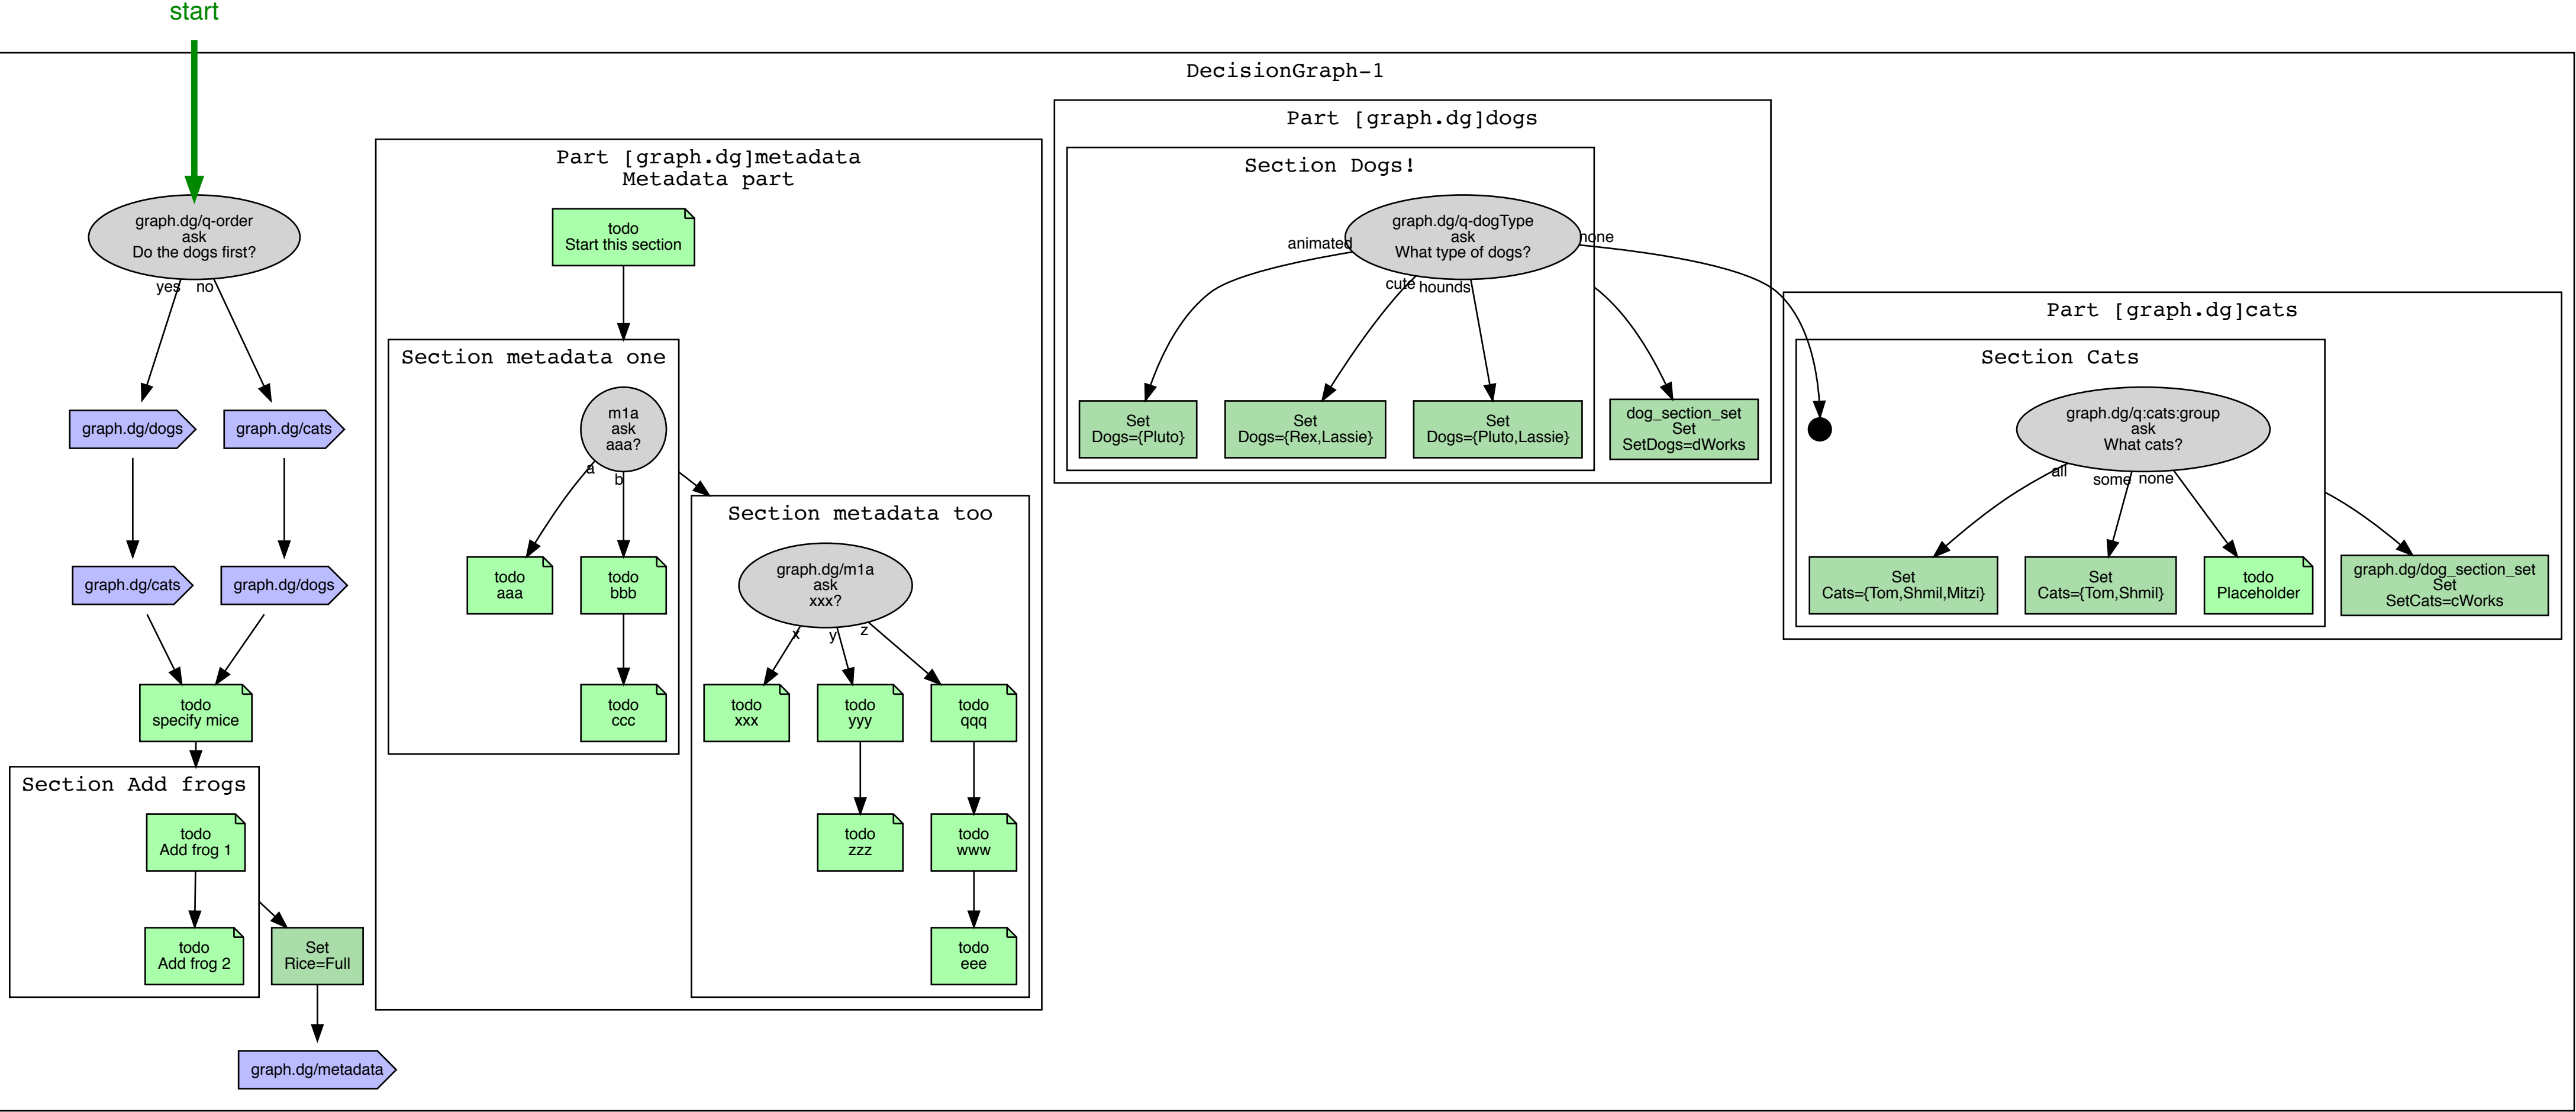 start
DecisionGraph-1
graph.dg/q-order
ask
Do the dogs first?
yes
no
graph.dg/dogs
graph.dg/cats
graph.dg/cats
graph.dg/dogs
todo
specify mice
Section Add frogs
todo
Add frog 1
todo
Add frog 2
Set
Rice=Full
graph.dg/metadata
Part [graph.dg]metadata
Metadata part
todo
Start this section
Section metadata one
m1a
ask
aaa?
a
b
todo
aaa
todo
bbb
todo
ccc
Section metadata too
graph.dg/m1a
ask
xxx?
x
y
z
todo
xxx
todo
yyy
todo
qqq
todo
zzz
todo
www
todo
eee
Part [graph.dg]dogs
Section Dogs!
graph.dg/q-dogType
ask
What type of dogs?
animated
cute
hounds
none
Set
Dogs={Pluto}
Set
Dogs={Rex,Lassie}
Set
Dogs={Pluto,Lassie}
dog_section_set
Set
SetDogs=dWorks
Part [graph.dg]cats
Section Cats
graph.dg/q:cats:group
ask
What cats?
all
some
none
Set
Cats={Tom,Shmil,Mitzi}
Set
Cats={Tom,Shmil}
todo
Placeholder
graph.dg/dog_section_set
Set
SetCats=cWorks